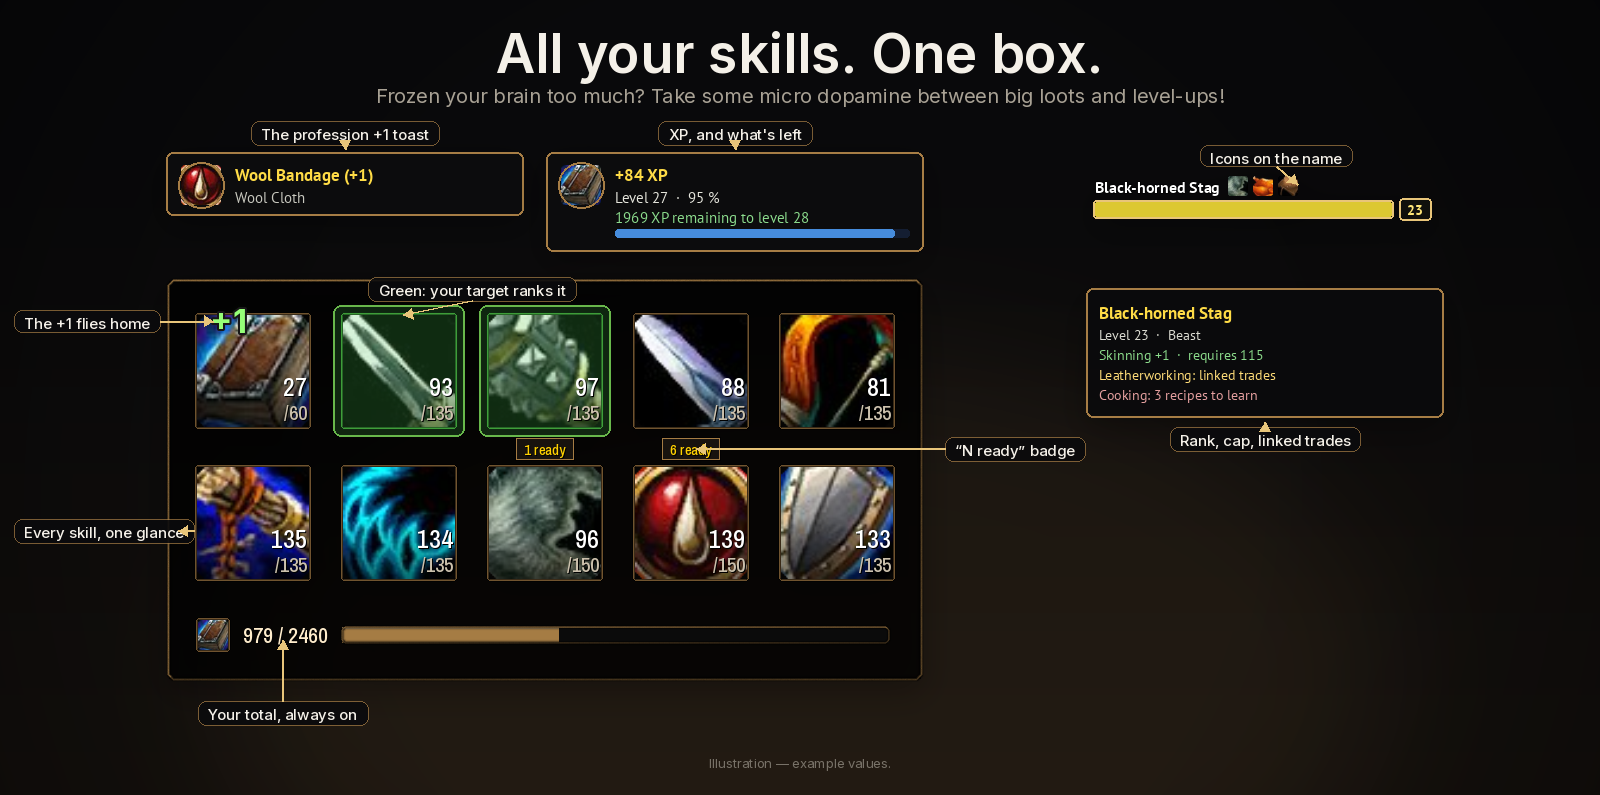 All your skills. One box.
Frozen your brain too much? Take some micro dopamine between big loots and level-ups!
The profession +1 toast
Wool Bandage (+1)
Wool Cloth
XP, and what's left
+84 XP
Level 27 · 95 %
1969 XP remaining to level 28
Icons on the name
Black-horned Stag
23
Green: your target ranks it
The +1 flies home
+1
27
/60
93
/135
97
/135
88
/135
81
/135
1 ready
6 ready
“N ready” badge
Every skill, one glance
135
/135
134
/135
96
/150
139
/150
133
/135
979 / 2460
Your total, always on
Black-horned Stag
Level 23 · Beast
Skinning +1 · requires 115
Leatherworking: linked trades
Cooking: 3 recipes to learn
Rank, cap, linked trades
Illustration — example values.